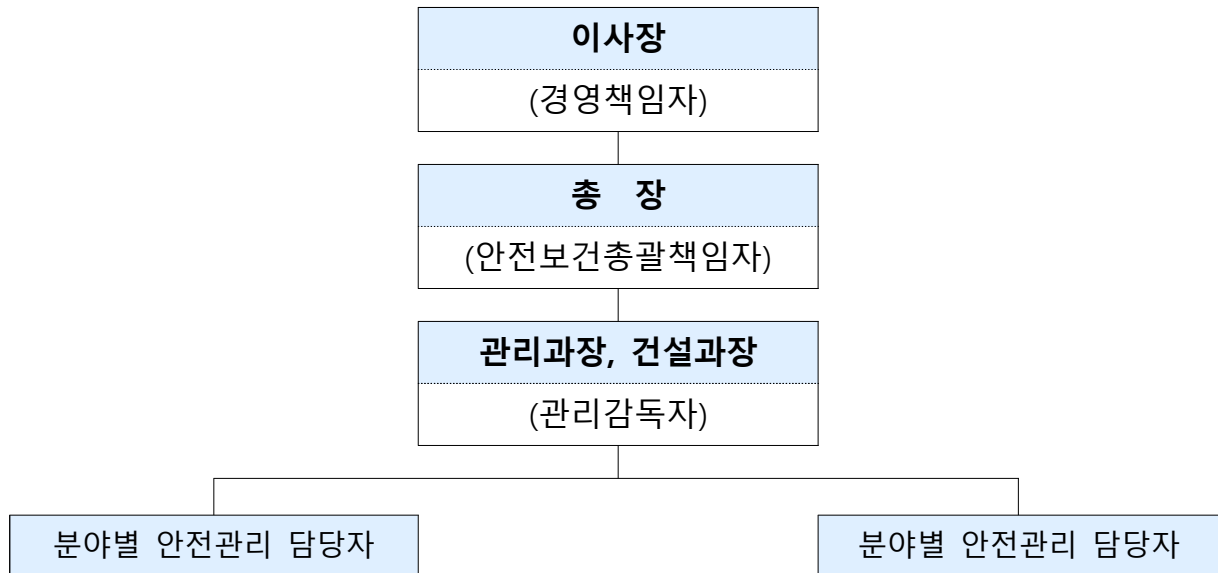 이사장
(경영책임자)
총 장
(안전보건총괄책임자)
관리과장, 건설과장
(관리감독자)
분야별 안전관리 담당자
분야별 안전관리 담당자